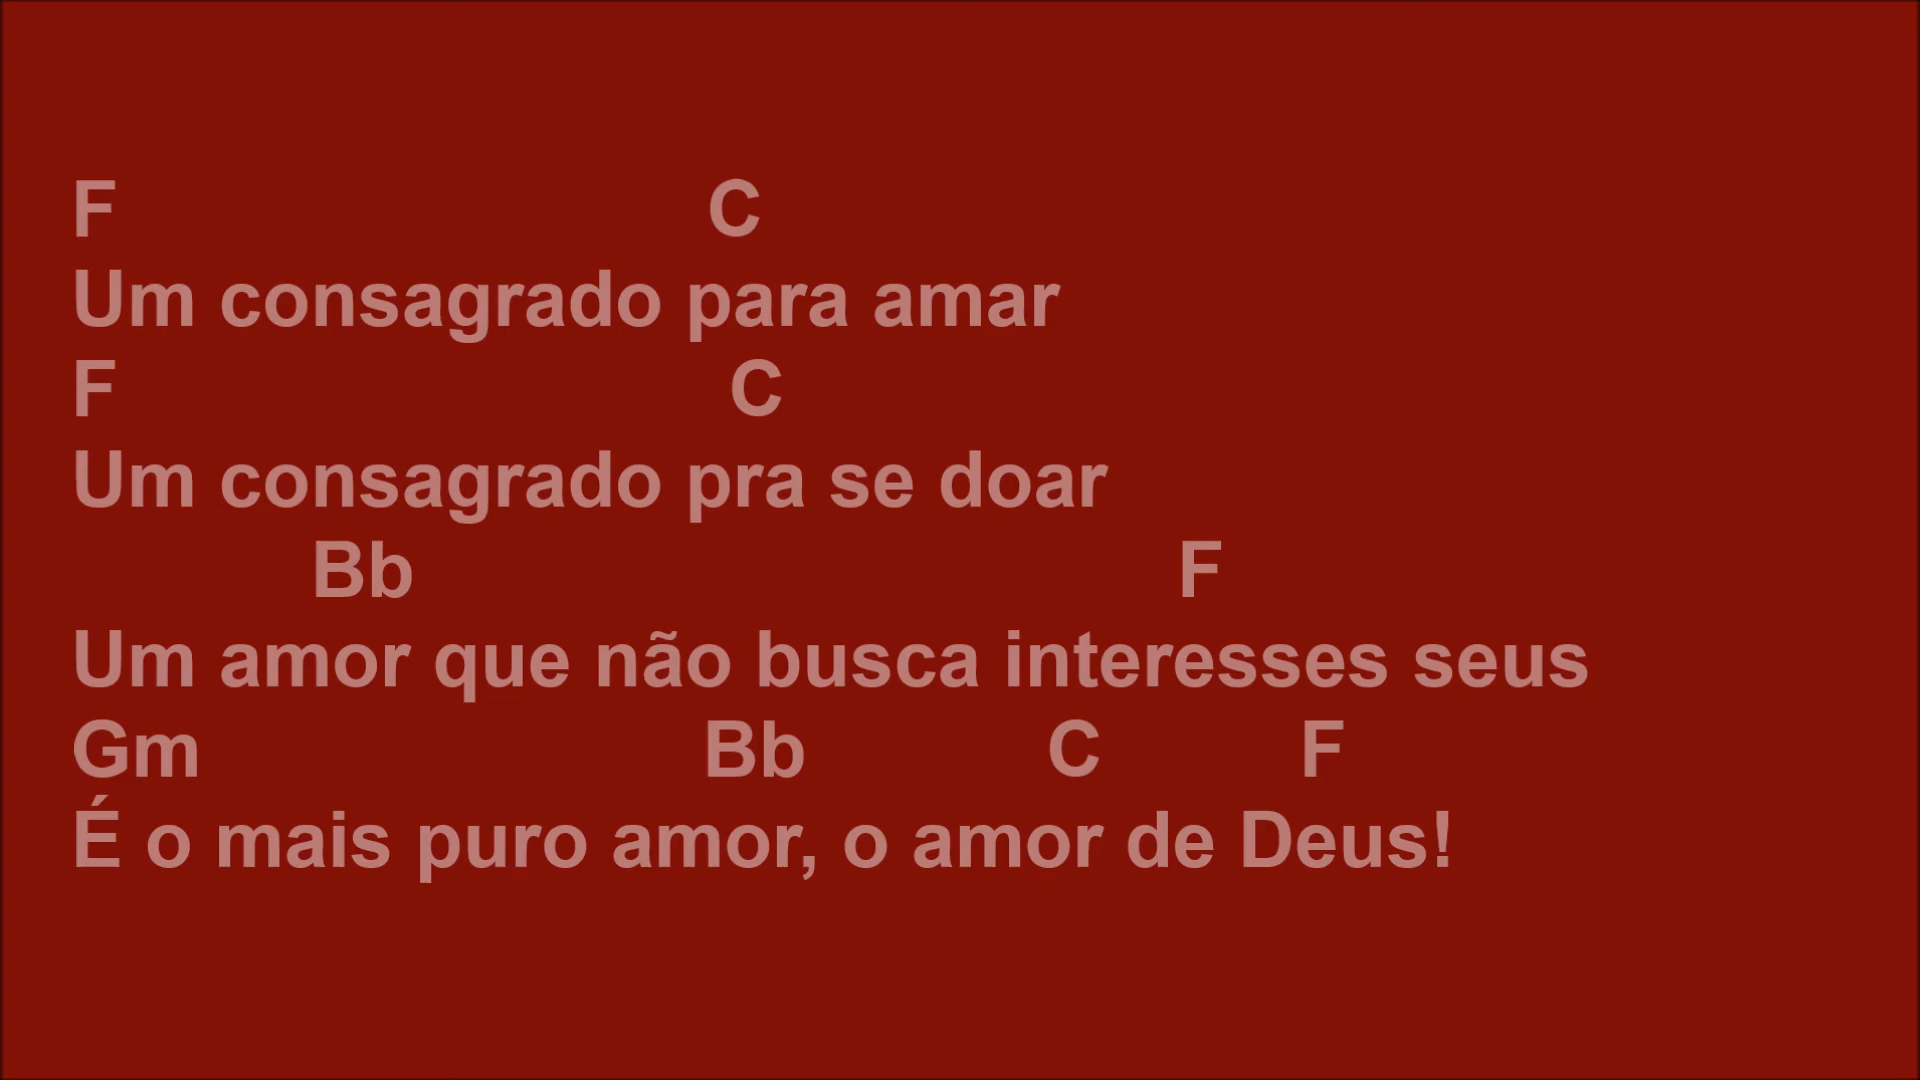 F C
Um consagrado para amar
F C
Um consagrado pra se doar
Bb F
Um amor que não busca interesses seus
Gm Bb C F
É o mais puro amor, o amor de Deus!